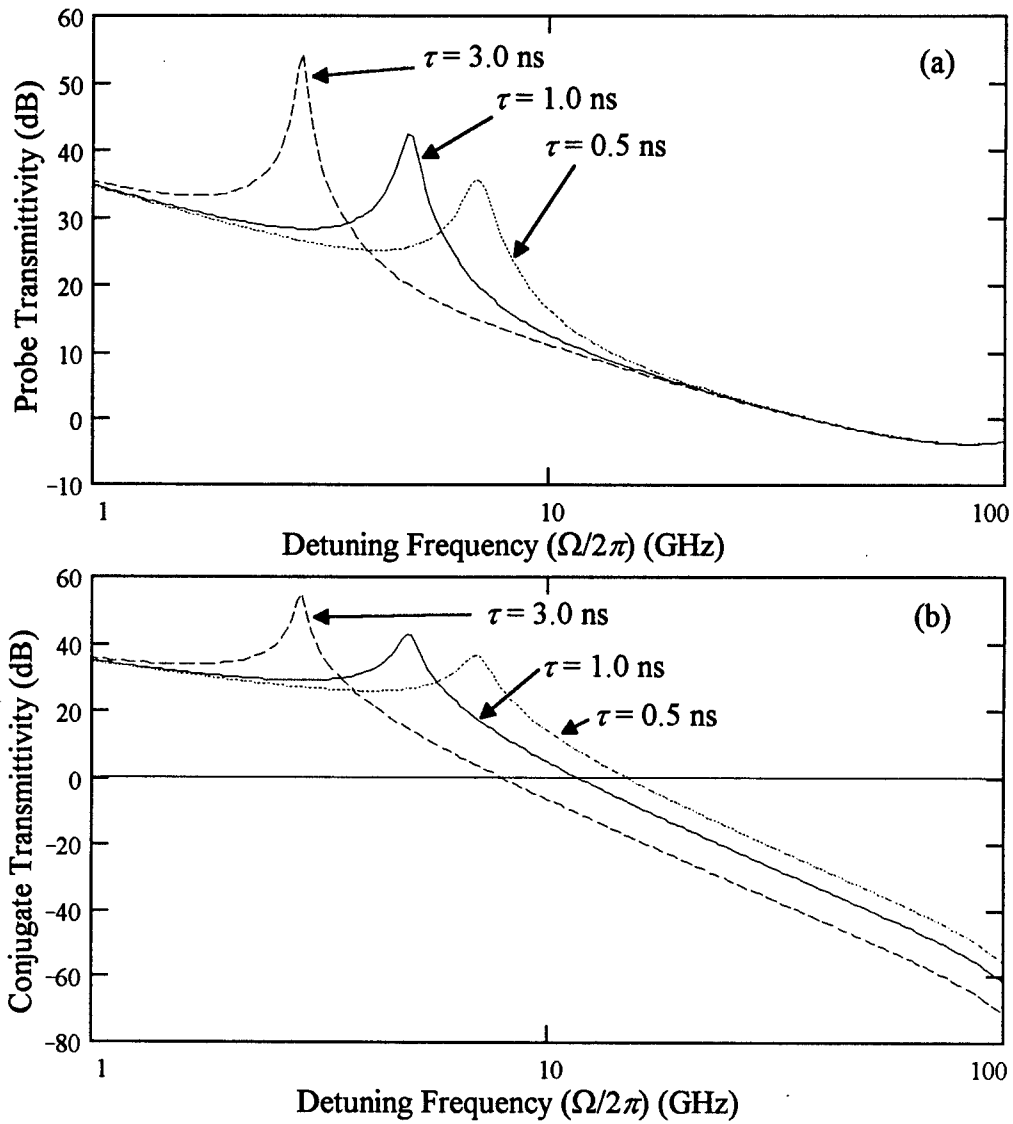 60
50
40
30
20
10
0
-10
Probe Transmittivity (dB)
(a)
τ = 3.0 ns
τ = 1.0 ns
τ = 0.5 ns
1
10
100
Detuning Frequency (Ω/2π) (GHz)
60
40
20
0
-20
-40
-60
-80
Conjugate Transmittivity (dB)
(b)
τ = 3.0 ns
τ = 1.0 ns
τ = 0.5 ns
1
10
100
Detuning Frequency (Ω/2π) (GHz)